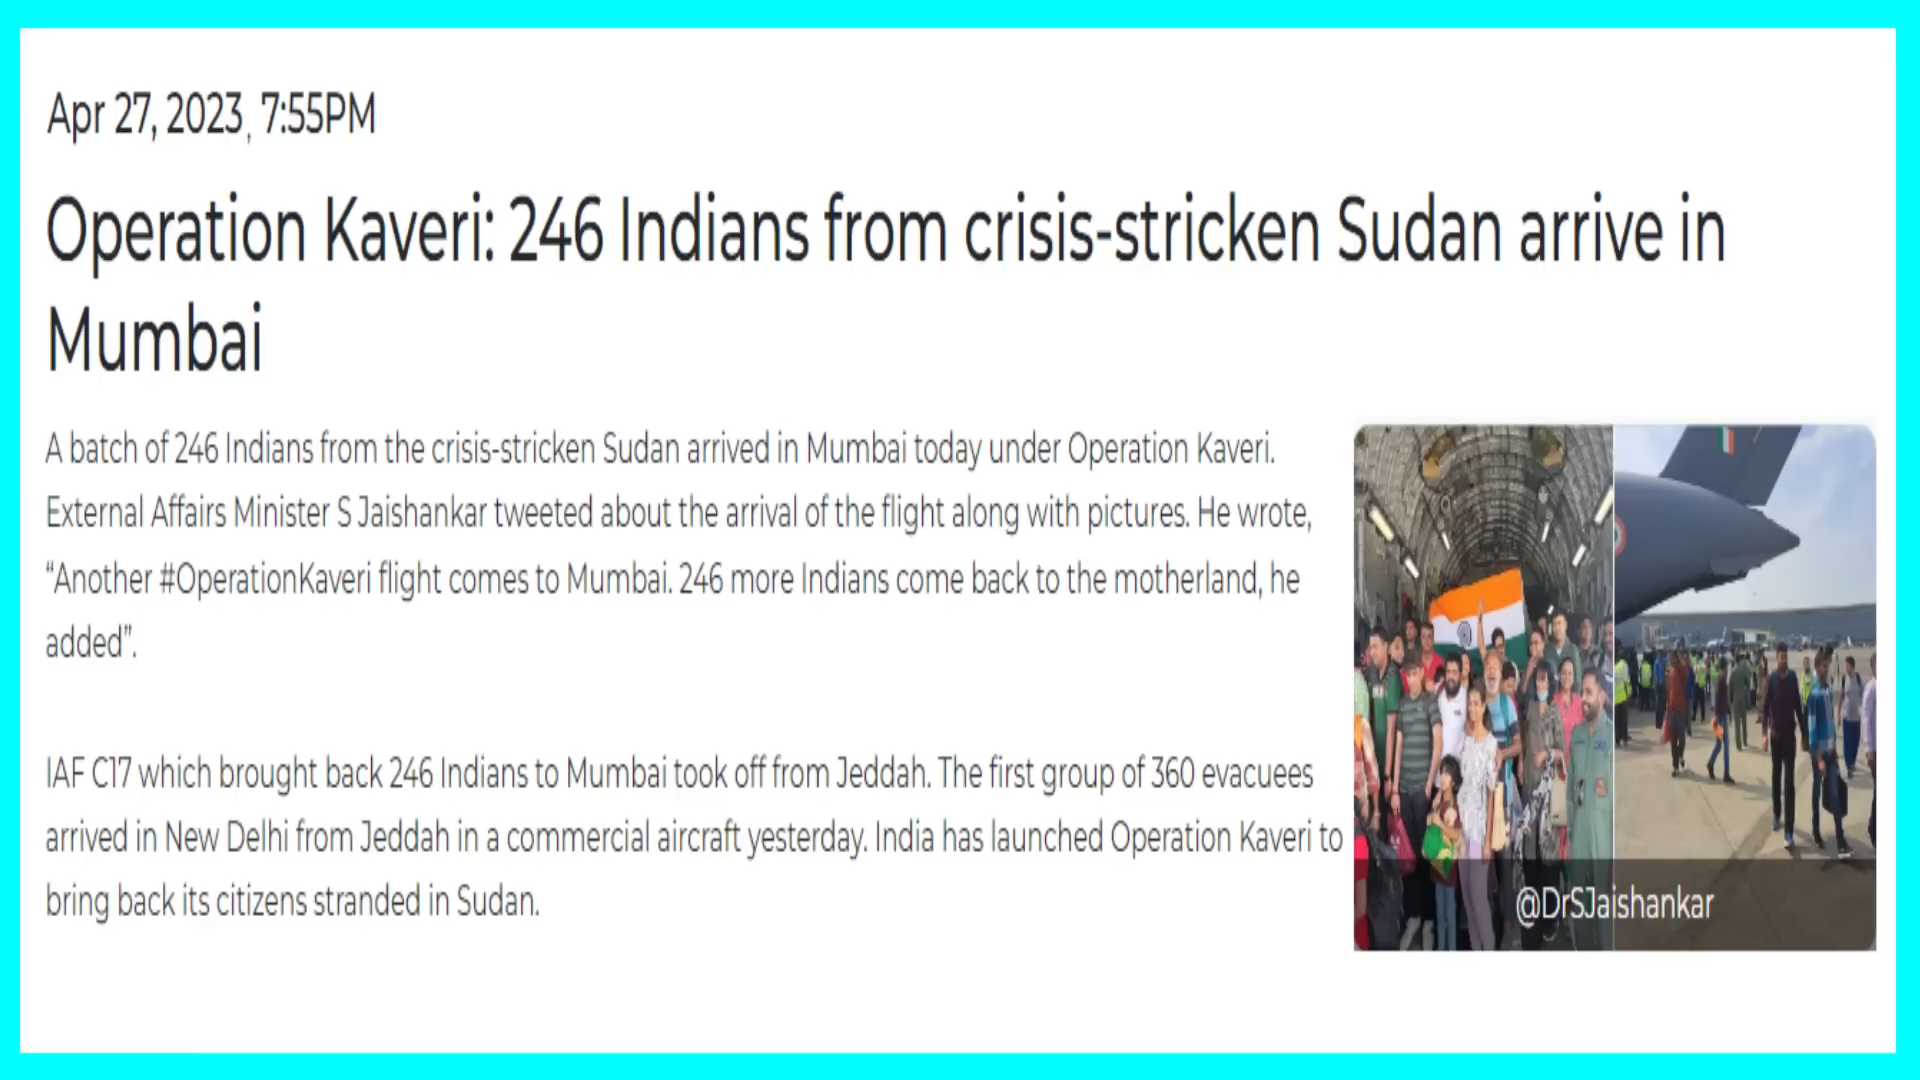 Apr 27, 2023, 7:55PM
Operation Kaveri: 246 Indians from crisis-stricken Sudan arrive in
Mumbai
A batch of 246 Indians from the crisis-stricken Sudan arrived in Mumbai today under Operation Kaveri.
External Affairs Minister S Jaishankar tweeted about the arrival of the flight along with pictures. He wrote,
“Another #OperationKaveri flight comes to Mumbai. 246 more Indians come back to the motherland, he
added”.
IAF C17 which brought back 246 Indians to Mumbai took off from Jeddah. The first group of 360 evacuees
arrived in New Delhi from Jeddah in a commercial aircraft yesterday. India has launched Operation Kaveri to
bring back its citizens stranded in Sudan.
@DrSJaishankar